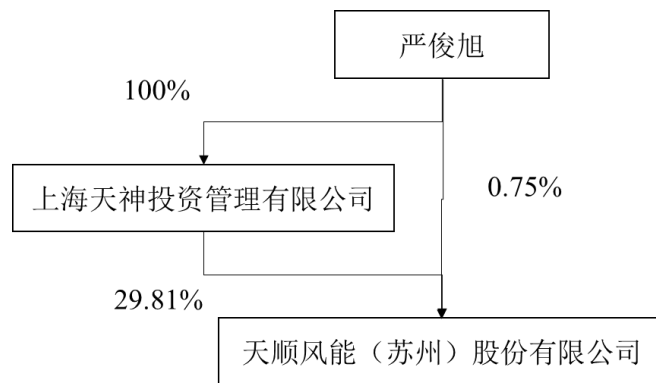 严俊旭
100%
上海天神投资管理有限公司
0.75%
29.81%
天顺风能（苏州）股份有限公司